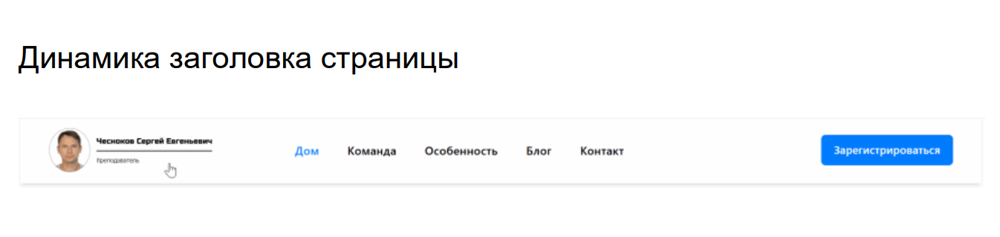 Динамика заголовка страницы
Чесноков Сергей Евгеньевич
Преподаватель
Дом Команда Особенность Блог Контакт Зарегистрироваться